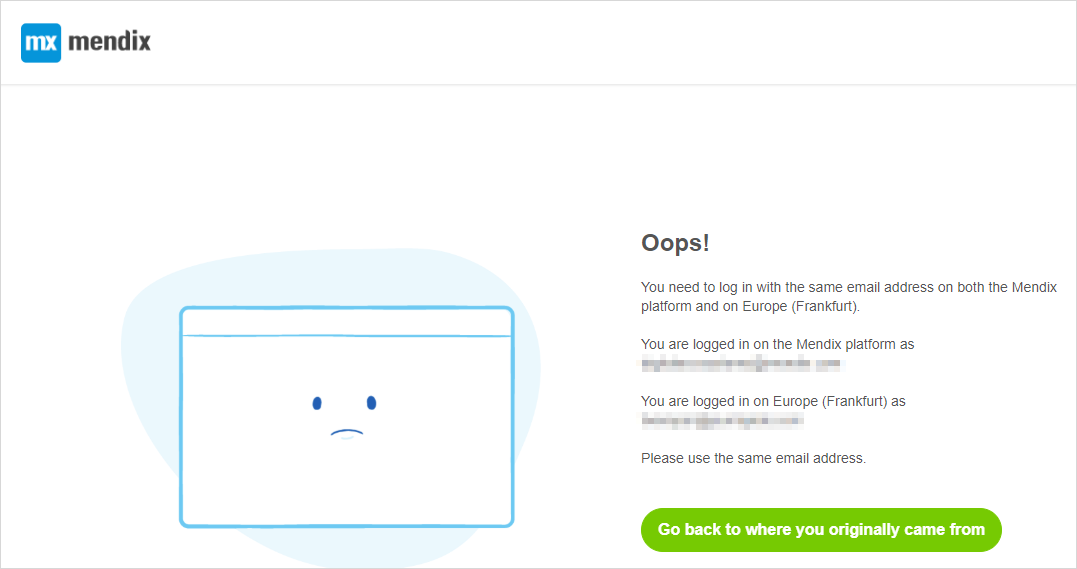 mx mendix
Oops!
You need to log in with the same email address on both the Mendix
platform and on Europe (Frankfurt).
You are logged in on the Mendix platform as
You are logged in on Europe (Frankfurt) as
Please use the same email address.
Go back to where you originally came from